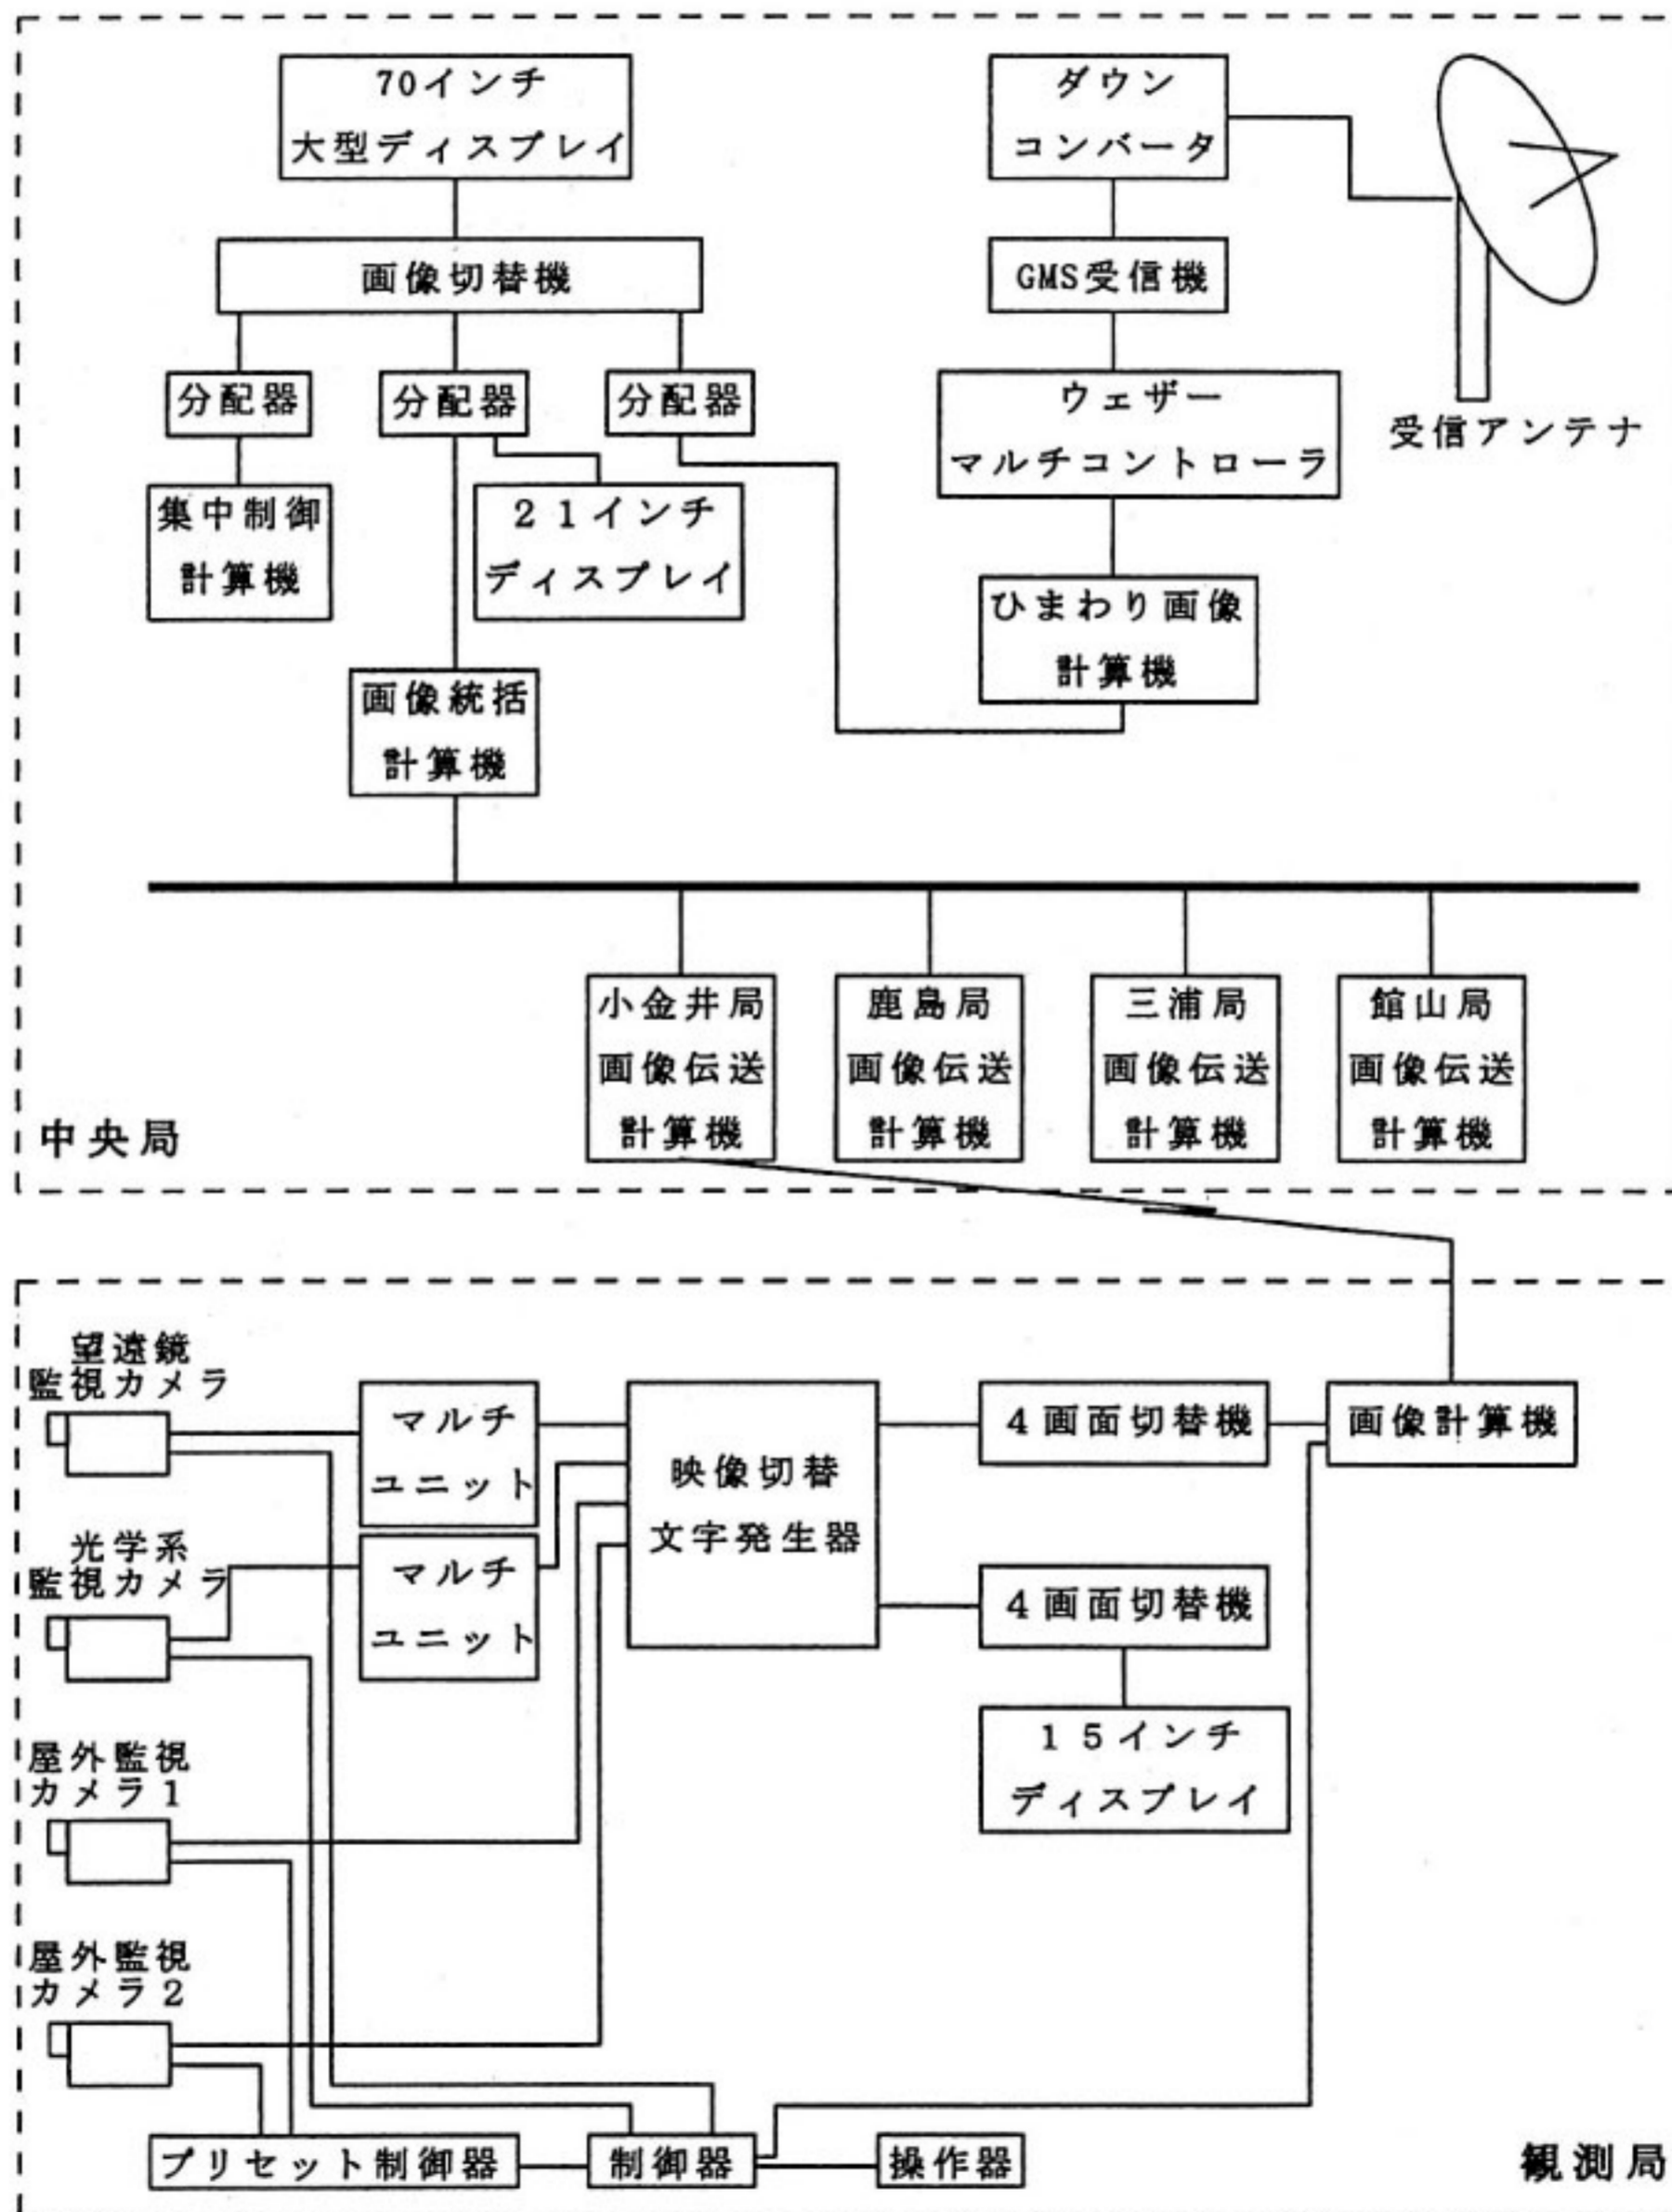 70インチ
大型ディスプレイ
ダウン
コンバータ
画像切替機
GMS受信機
分配器
分配器
分配器
ウェザー
マルチコントローラ
受信アンテナ
集中制御
計算機
21インチ
ディスプレイ
ひまわり画像
計算機
画像統括
計算機
小金井局
画像伝送
計算機
鹿島局
画像伝送
計算機
三浦局
画像伝送
計算機
館山局
画像伝送
計算機
中央局
望遠鏡
監視カメラ
マルチ
ユニット
映像切替
文字発生器
4画面切替機
画像計算機
光学系
監視カメラ
マルチ
ユニット
4画面切替機
15インチ
ディスプレイ
屋外監視
カメラ1
屋外監視
カメラ2
プリセット制御器
制御器
操作器
観測局